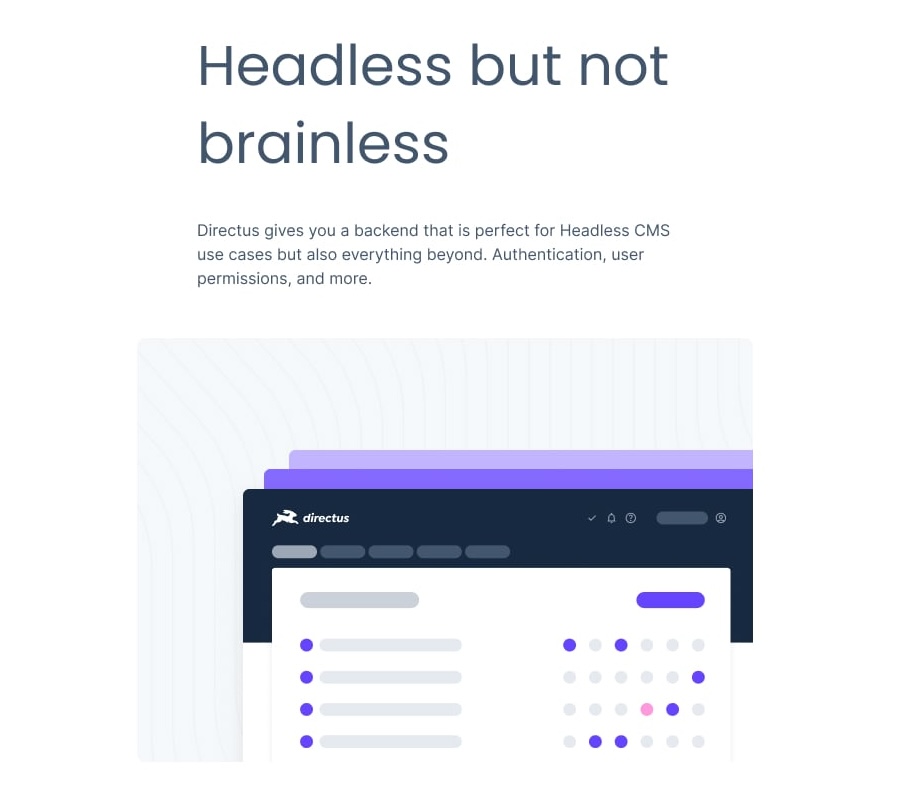 Headless but not
brainless
Directus gives you a backend that is perfect for Headless CMS
use cases but also everything beyond. Authentication, user
permissions, and more.
directus